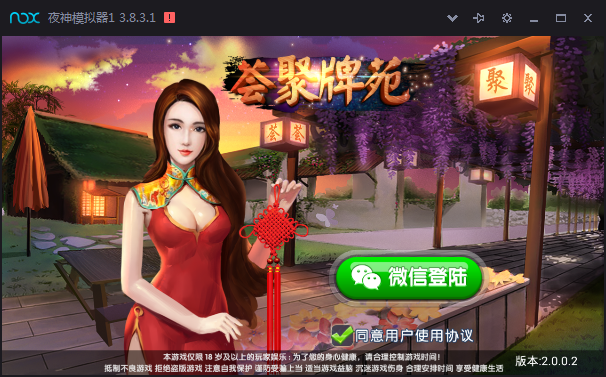 nox 夜神模拟器1 3.8.3.1
荟聚牌苑
聚
荟 荟
微信登陆
同意用户使用协议
本游戏仅限 18 岁及以上的玩家娱乐：为了您的身心健康，请合理控制游戏时间！
抵制不良游戏 拒绝盗版游戏 注意自我保护 谨防受骗上当 适当游戏益脑 沉迷游戏伤身 合理安排时间 享受健康生活
版本:2.0.0.2